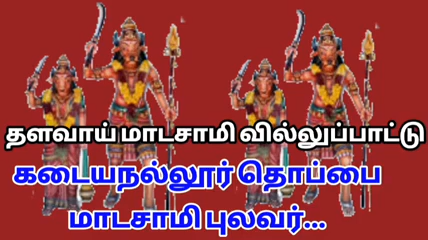 தளவாய் மாடசாமி வில்லுப்பாட்டு
கடையநல்லூர் தொப்பை
மாடசாமி புலவர்...